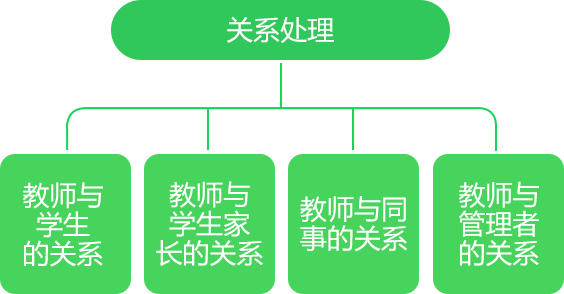 关系处理
教师与
学生
的关系
教师与
学生家
长的关系
教师与同
事的关系
教师与
管理者
的关系